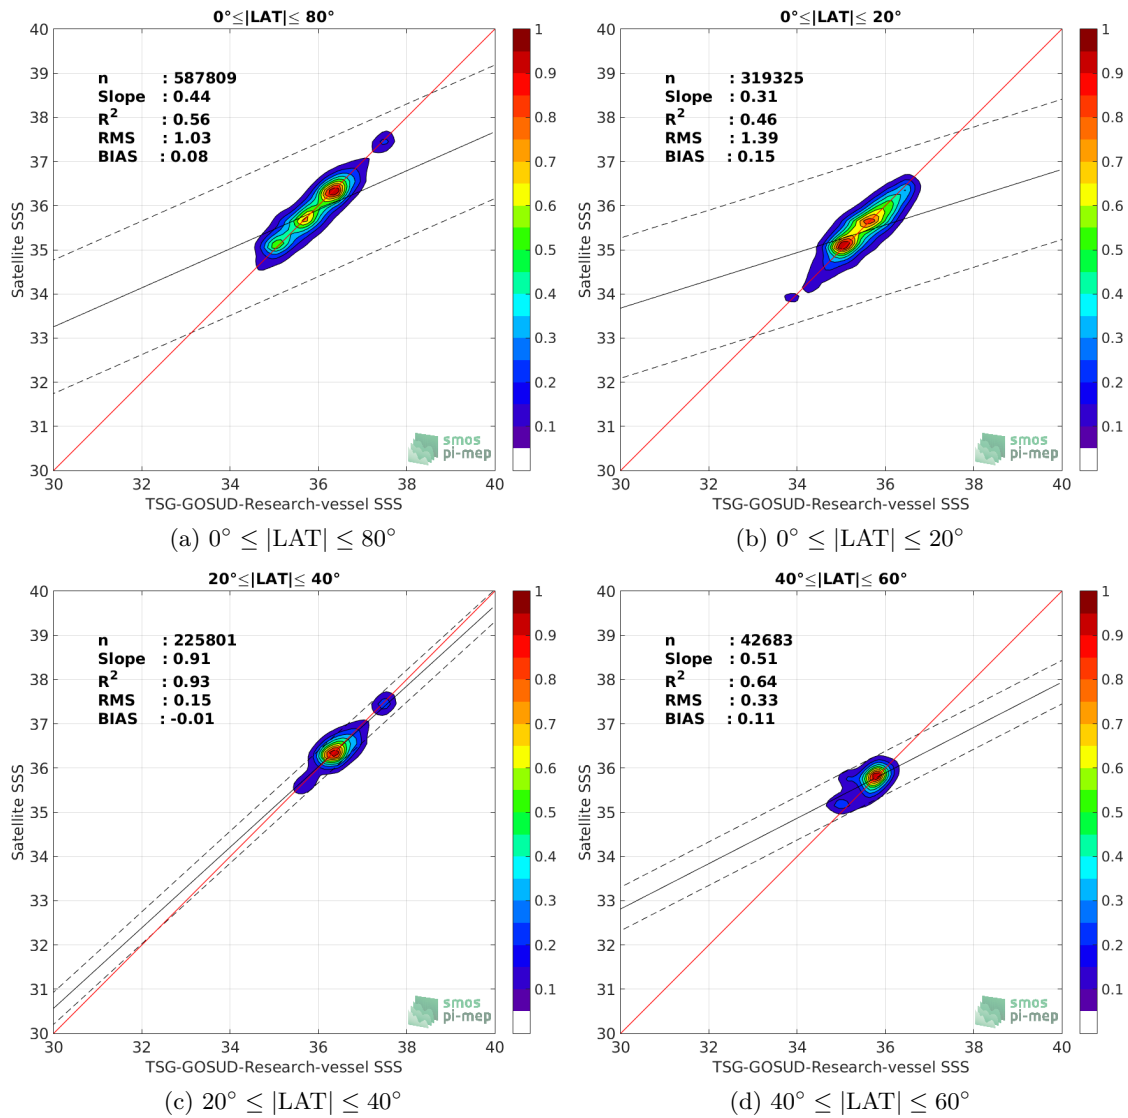 0°≤|LAT|≤ 80°
n : 587809
Slope : 0.44
R² : 0.56
RMS : 1.03
BIAS : 0.08
Satellite SSS
40
39
38
37
36
35
34
33
32
31
30
30 32 34 36 38 40
TSG-GOSUD-Research-vessel SSS
1
0.9
0.8
0.7
0.6
0.5
0.4
0.3
0.2
0.1
smos
pi-mep
(a) 0° ≤ |LAT| ≤ 80°
0°≤|LAT|≤ 20°
n : 319325
Slope : 0.31
R² : 0.46
RMS : 1.39
BIAS : 0.15
Satellite SSS
40
39
38
37
36
35
34
33
32
31
30
30 32 34 36 38 40
TSG-GOSUD-Research-vessel SSS
1
0.9
0.8
0.7
0.6
0.5
0.4
0.3
0.2
0.1
smos
pi-mep
(b) 0° ≤ |LAT| ≤ 20°
20°≤|LAT|≤ 40°
n : 225801
Slope : 0.91
R² : 0.93
RMS : 0.15
BIAS : -0.01
Satellite SSS
40
39
38
37
36
35
34
33
32
31
30
30 32 34 36 38 40
TSG-GOSUD-Research-vessel SSS
1
0.9
0.8
0.7
0.6
0.5
0.4
0.3
0.2
0.1
smos
pi-mep
(c) 20° ≤ |LAT| ≤ 40°
40°≤|LAT|≤ 60°
n : 42683
Slope : 0.51
R² : 0.64
RMS : 0.33
BIAS : 0.11
Satellite SSS
40
39
38
37
36
35
34
33
32
31
30
30 32 34 36 38 40
TSG-GOSUD-Research-vessel SSS
1
0.9
0.8
0.7
0.6
0.5
0.4
0.3
0.2
0.1
smos
pi-mep
(d) 40° ≤ |LAT| ≤ 60°